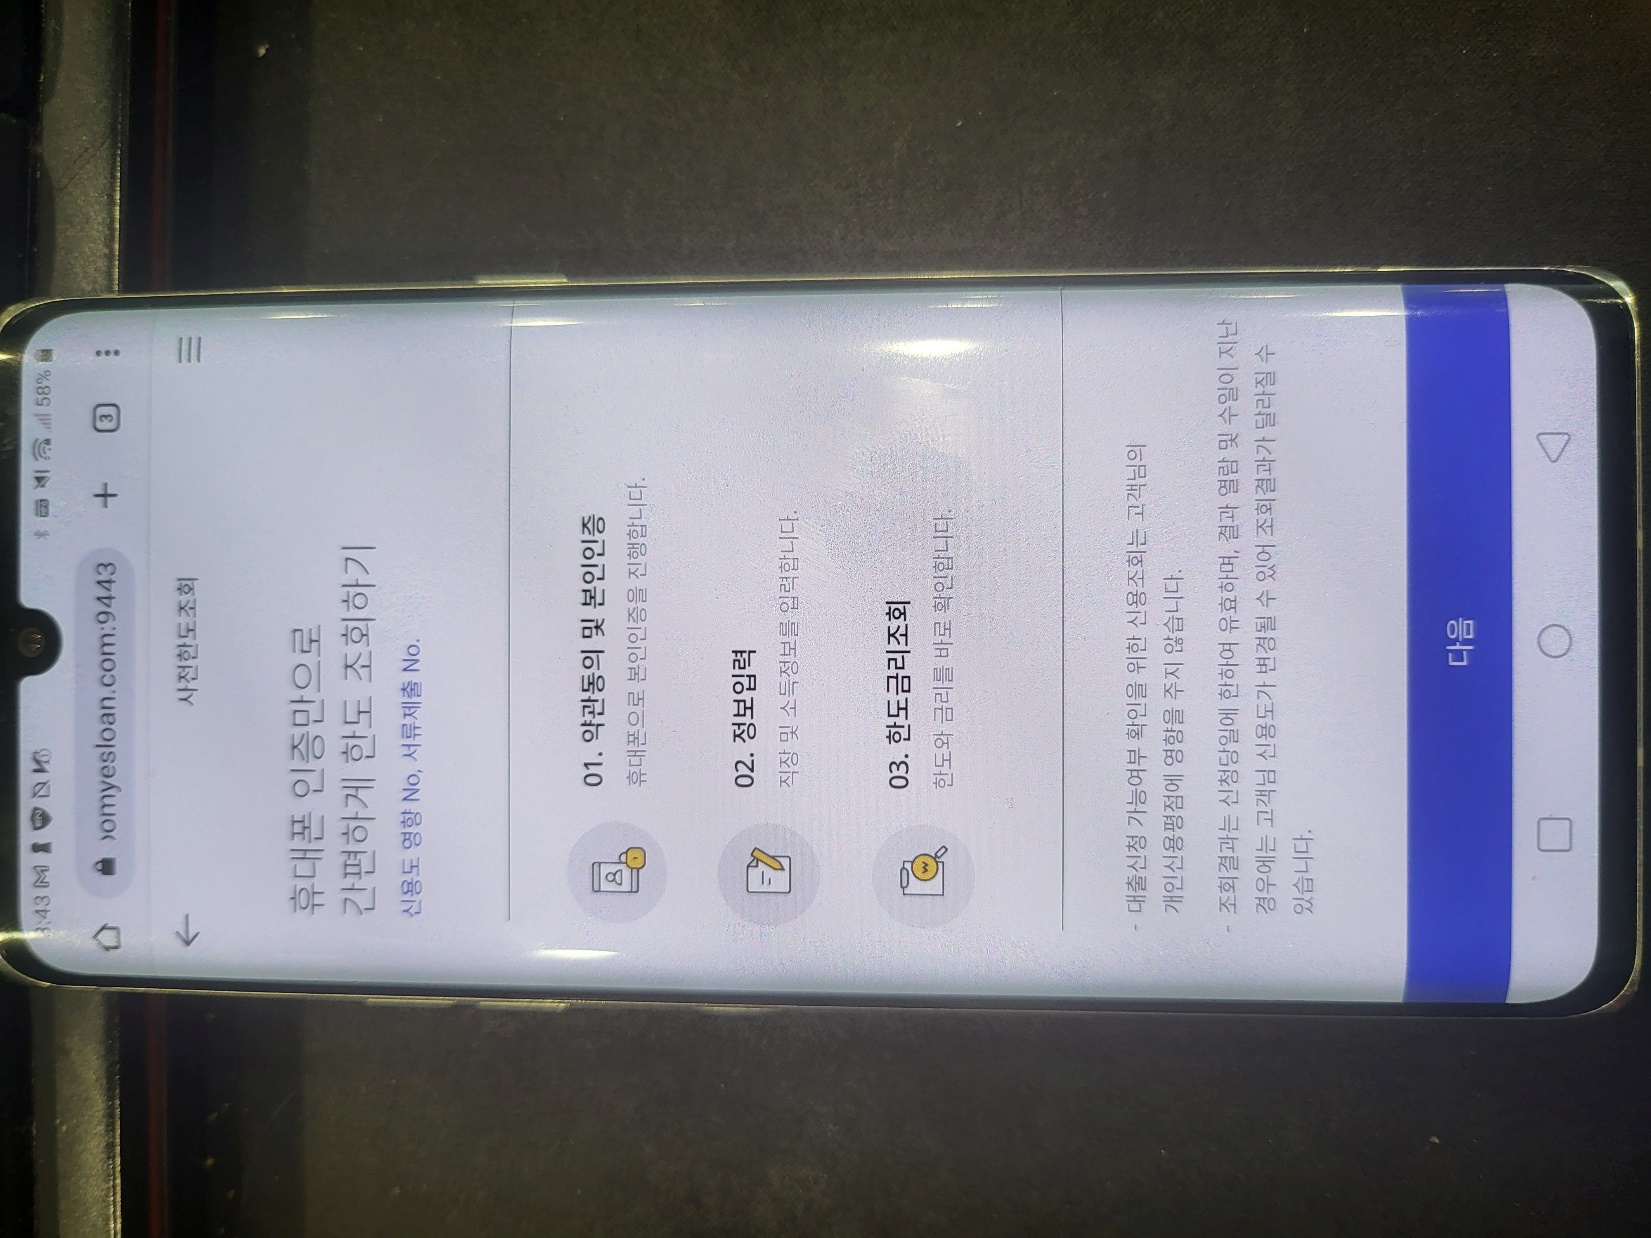 58%
omyesloan.com:9443
3
사전한도조회
휴대폰 인증만으로
간편하게 한도 조회하기
신용도 영향 No, 서류제출 No.
01. 약관동의 및 본인인증
휴대폰으로 본인인증을 진행합니다.
02. 정보입력
직장 및 소득정보를 입력합니다.
03. 한도금리조회
한도와 금리를 바로 확인합니다.
- 대출신청 가능여부 확인을 위한 신용조회는 고객님의
개인신용평점에 영향을 주지 않습니다.
- 조회결과는 신청당일에 한하여 유효하며, 결과 열람 및 수일이 지난
경우에는 고객님 신용도가 변경될 수 있어 조회결과가 달라질 수
있습니다.
다음